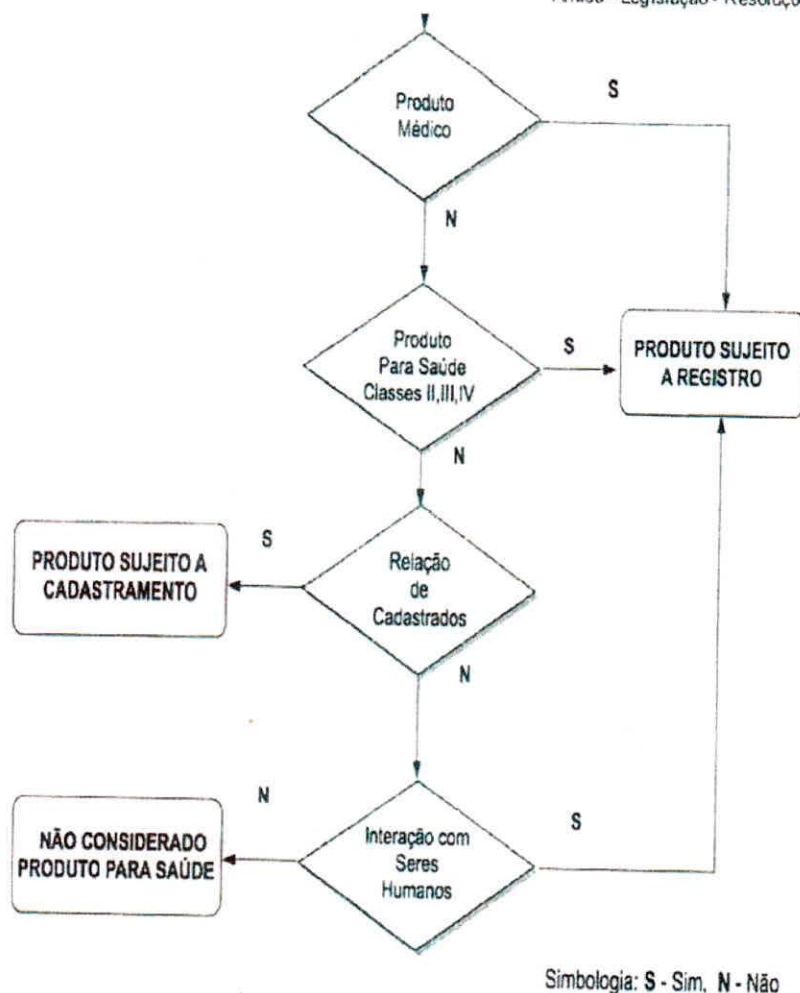 Produto
Médico
S
N
Produto
Para Saúde
Classes II,III,IV
S
PRODUTO SUJEITO
A REGISTRO
N
PRODUTO SUJEITO A
CADASTRAMENTO
S
Relação
de
Cadastrados
N
NÃO CONSIDERADO
PRODUTO PARA SAÚDE
N
Interação com
Seres
Humanos
S
Simbologia: S - Sim, N - Não